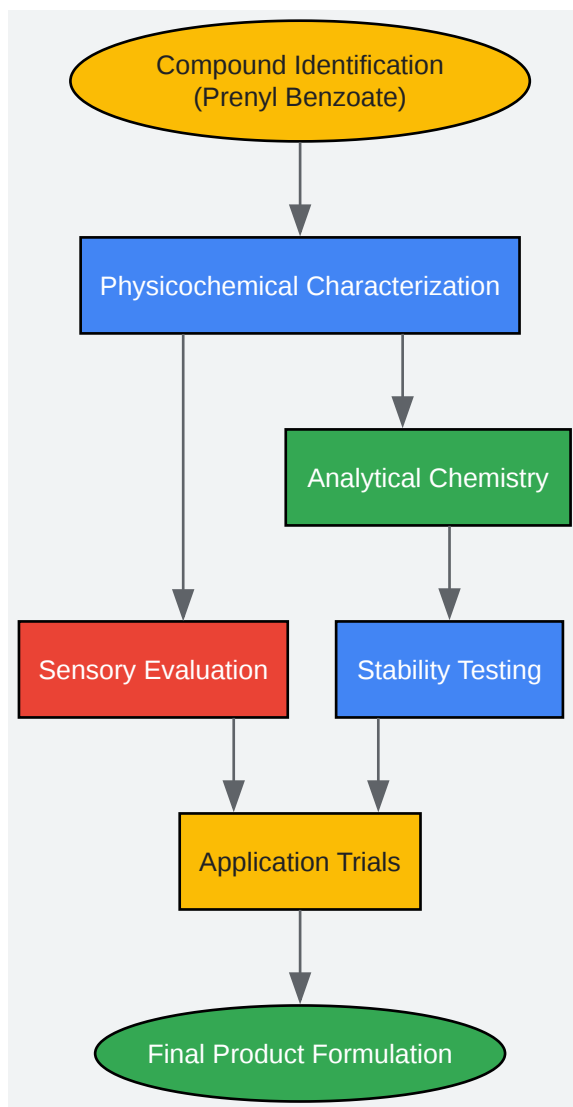 Compound Identification
(Prenyl Benzoate)
Physicochemical Characterization
Analytical Chemistry
Sensory Evaluation
Stability Testing
Application Trials
Final Product Formulation